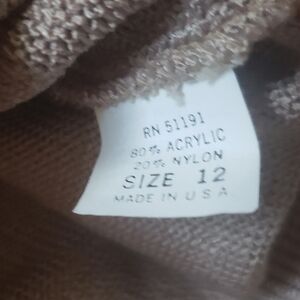 RN 51191
80% ACRYLIC
20% NYLON
SIZE 12
MADE IN U.S.A.